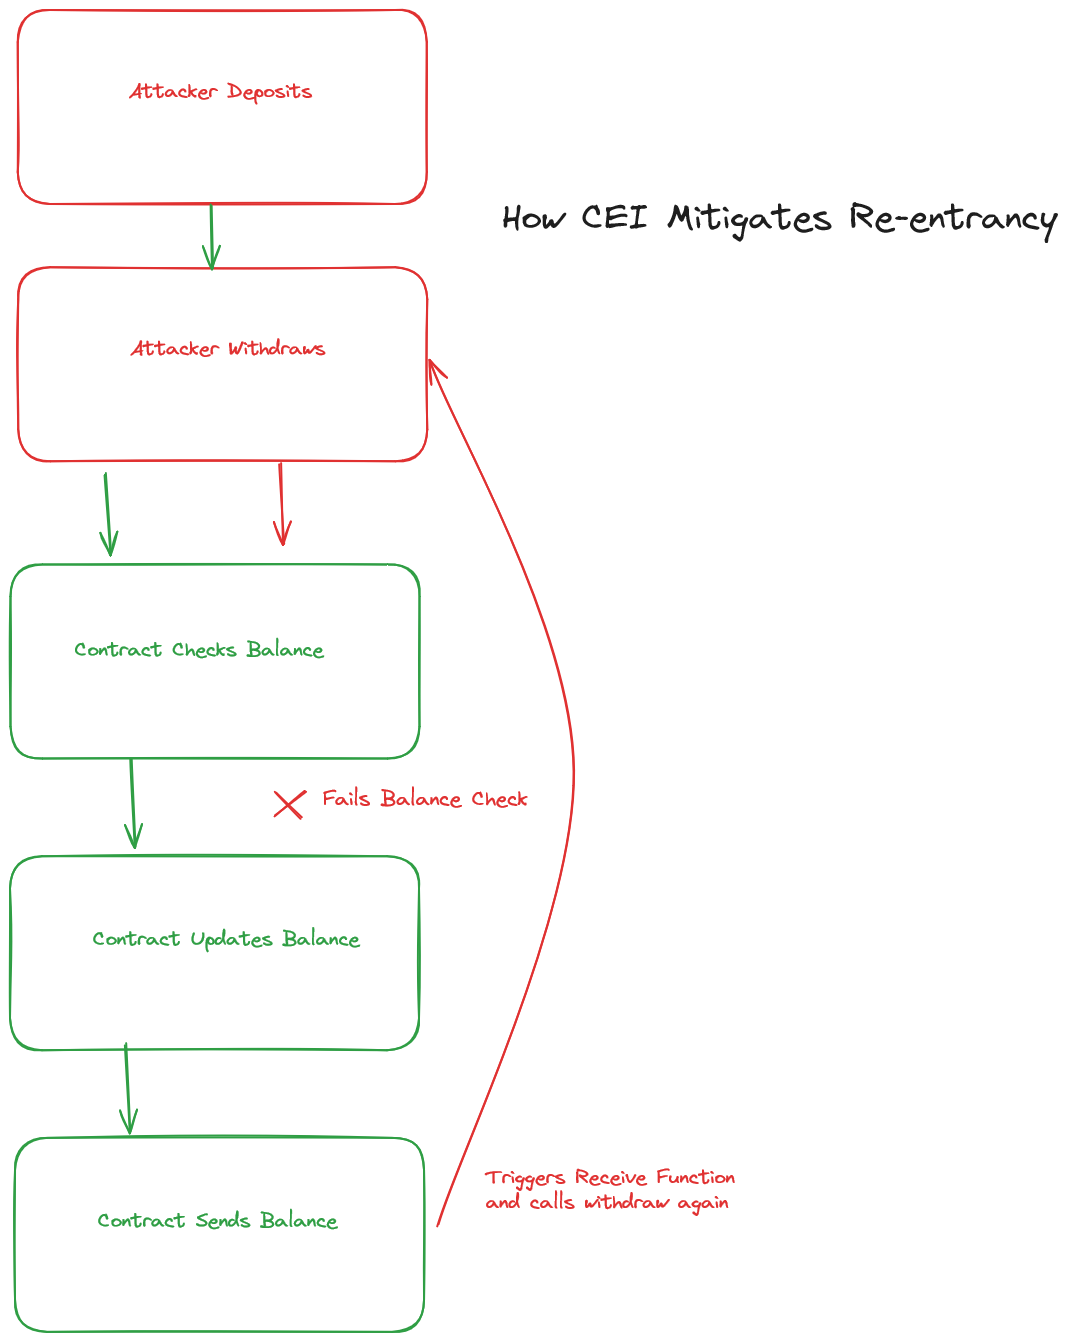 Attacker Deposits
How CEI Mitigates Re-entrancy
Attacker Withdraws
Contract Checks Balance
Fails Balance Check
Contract Updates Balance
Triggers Receive Function
and calls withdraw again
Contract Sends Balance